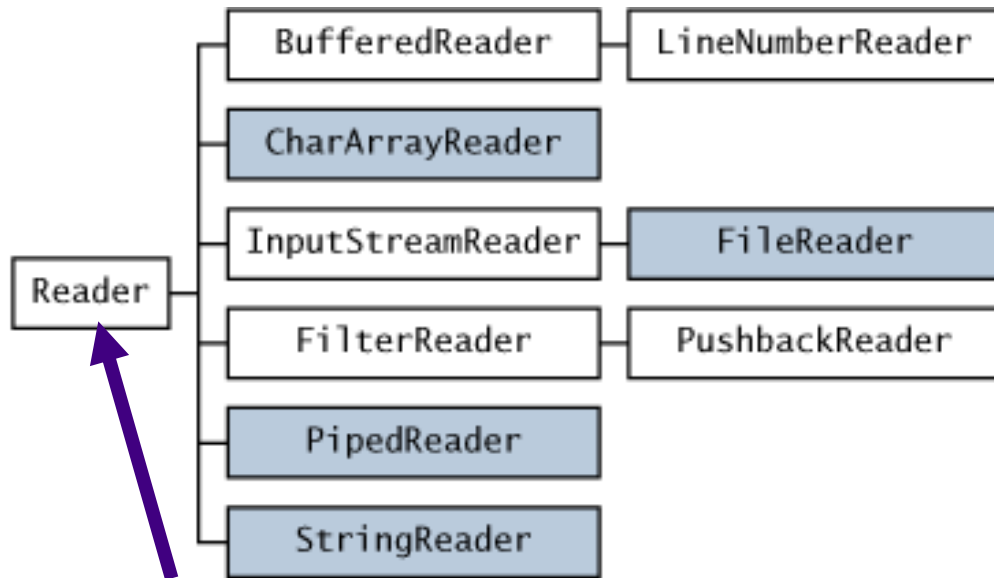 BufferedReader LineNumberReader
CharArrayReader
InputStreamReader FileReader
Reader
FilterReader PushbackReader
PipedReader
StringReader